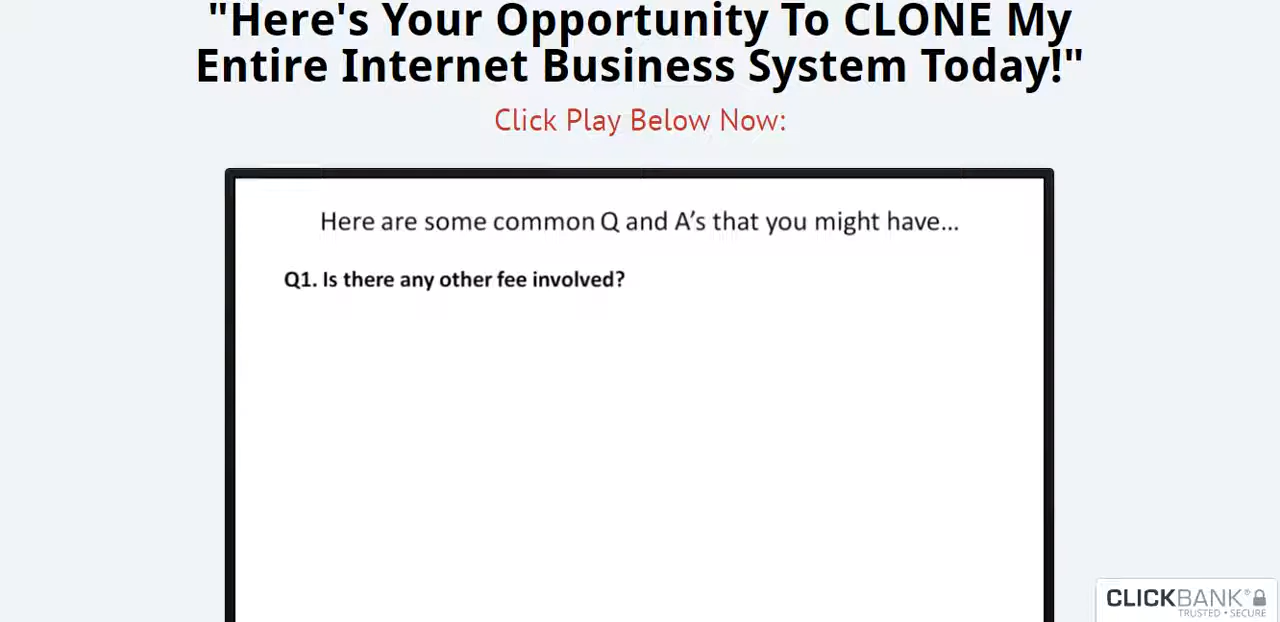 "Here's Your Opportunity To CLONE My
Entire Internet Business System Today!"
Click Play Below Now:
Here are some common Q and A’s that you might have...
Q1. Is there any other fee involved?
CLICKBANK®
TRUSTED • SECURE